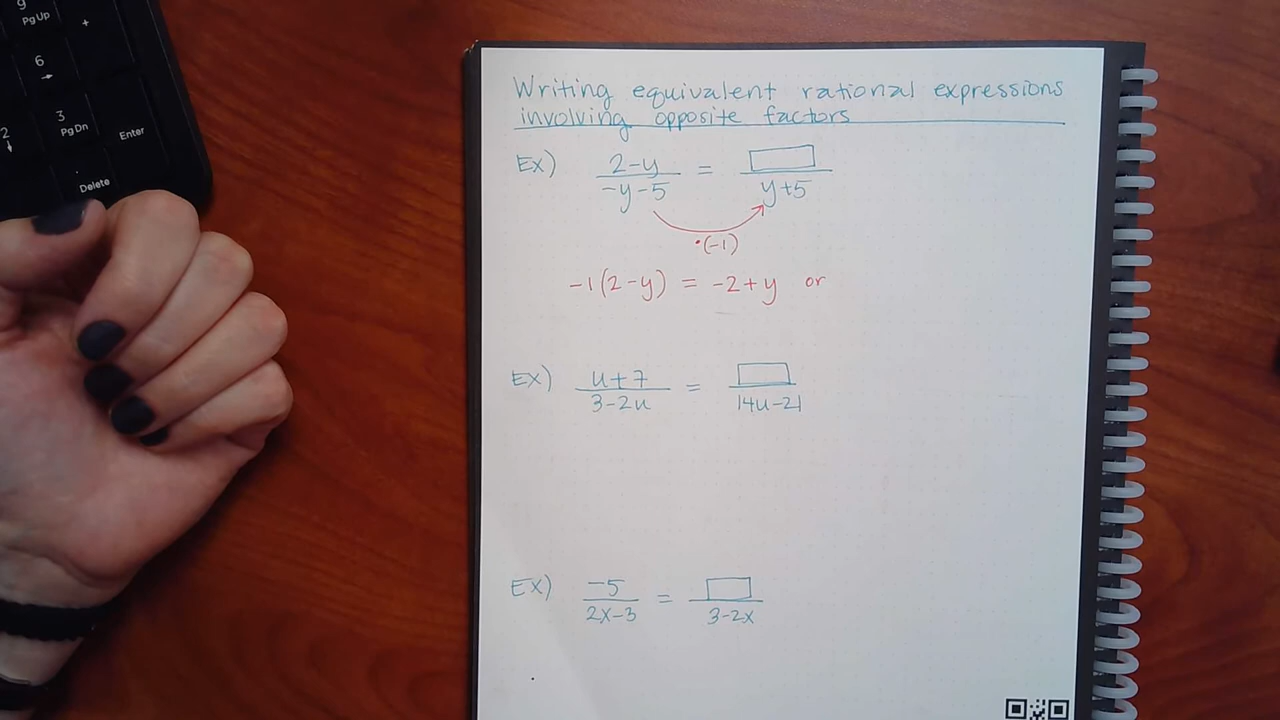 9
PgUp
+
6
→
3
PgDn
2
↓
Enter
.
Delete
Writing equivalent rational expressions
involving opposite factors
Ex) 2-y / -y-5 = □ / y+5
•(-1)
-1(2-y) = -2+y or
Ex) u+7 / 3-2u = □ / 14u-21
Ex) -5 / 2x-3 = □ / 3-2x